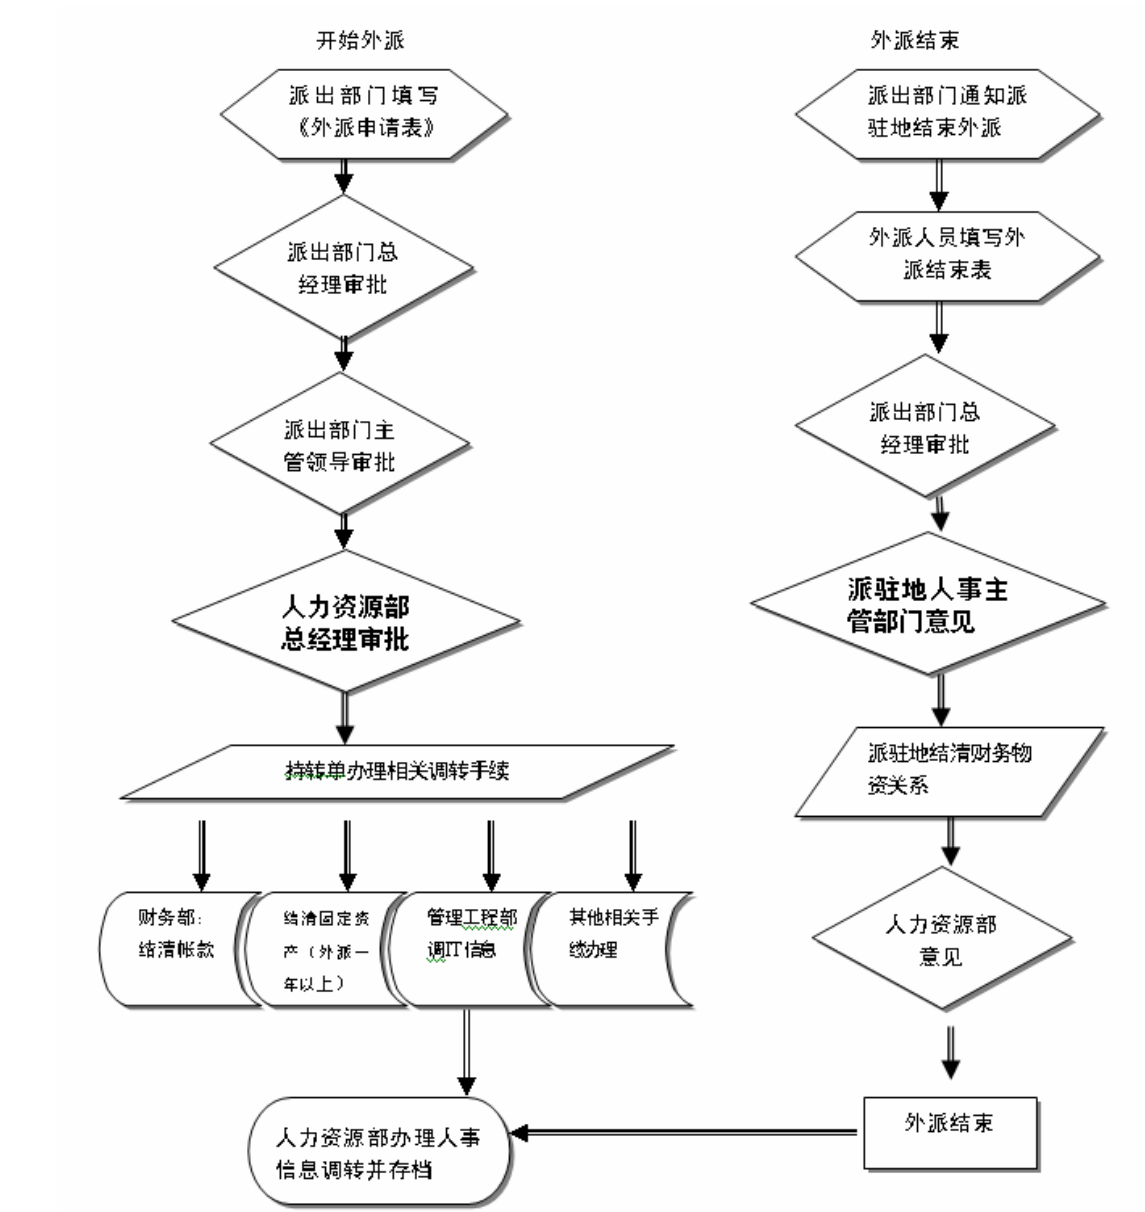 开始外派
派出部门填写
《外派申请表》
派出部门总
经理审批
派出部门主
管领导审批
人力资源部
总经理审批
持转单办理相关调转手续
财务部：
结清帐款
结清固定资
产（外派一
年以上）
管理工程部
调IT信息
其他相关手
续办理
人力资源部办理人事
信息调转并存档
外派结束
派出部门通知派
驻地结束外派
外派人员填写外
派结束表
派出部门总
经理审批
派驻地人事主
管部门意见
派驻地结清财务物
资关系
人力资源部
意见
外派结束